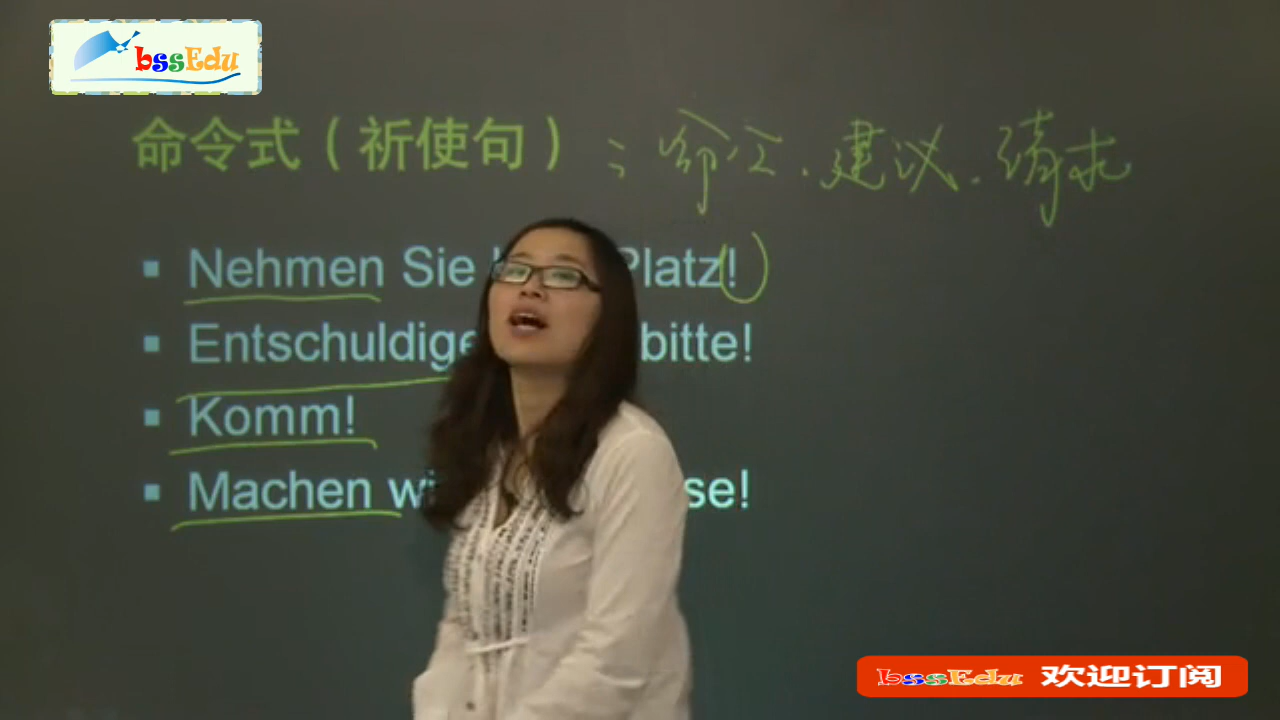 bssEdu
命令式（祈使句）：命令、建议、请求
Nehmen Sie Platz!
Entschuldige bitte!
Komm!
Machen
bssEdu 欢迎订阅